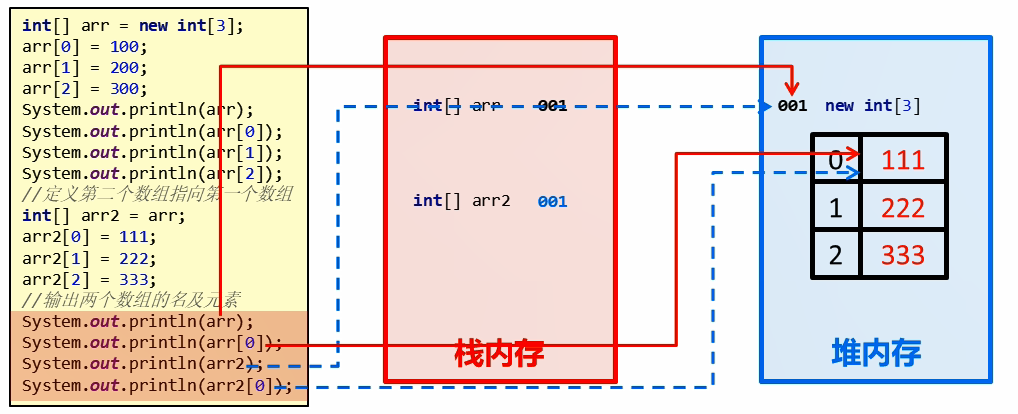 int[] arr = new int[3];
arr[0] = 100;
arr[1] = 200;
arr[2] = 300;
System.out.println(arr);
System.out.println(arr[0]);
System.out.println(arr[1]);
System.out.println(arr[2]);
//定义第二个数组指向第一个数组
int[] arr2 = arr;
arr2[0] = 111;
arr2[1] = 222;
arr2[2] = 333;
//输出两个数组的名及元素
System.out.println(arr);
System.out.println(arr[0]);
System.out.println(arr2);
System.out.println(arr2[0]);
int[] arr 001
int[] arr2 001
栈内存
001 new int[3]
0 111
1 222
2 333
堆内存